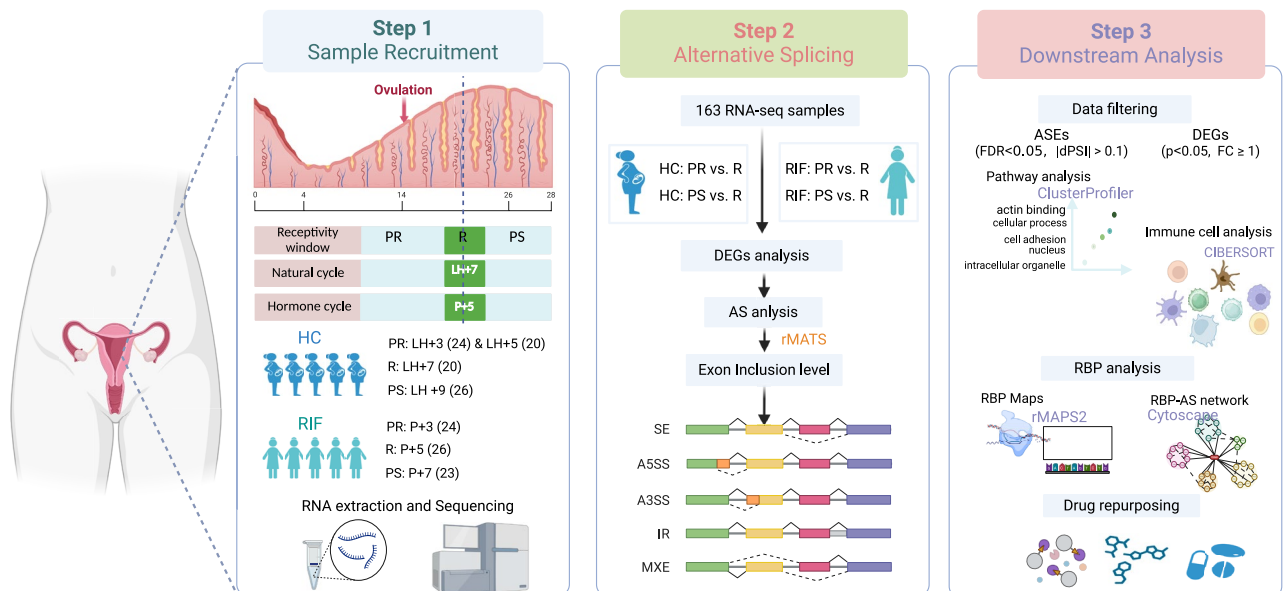 Step 1
Sample Recruitment
Ovulation
0 4 14 26 28
Receptivity
window
PR R PS
Natural cycle
Lh+7
Hormone cycle
P+5
HC
PR: LH+3 (24) & LH+5 (20)
R: LH+7 (20)
PS: LH +9 (26)
RIF
PR: P+3 (24)
R: P+5 (26)
PS: P+7 (23)
RNA extraction and Sequencing
Step 2
Alternative Splicing
163 RNA-seq samples
HC: PR vs. R
HC: PS vs. R
RIF: PR vs. R
RIF: PS vs. R
DEGs analysis
AS anlysis
rMATS
Exon Inclusion level
SE
A5SS
A3SS
IR
MXE
Step 3
Downstream Analysis
Data filtering
ASEs
(FDR<0.05, |dPSI| > 0.1)
DEGs
(p<0.05, FC ≥ 1)
Pathway analysis
ClusterProfiler
actin binding
cellular process
cell adhesion
nucleus
intracellular organelle
Immune cell analysis
CIBERSORT
RBP analysis
RBP Maps
rMAPS2
RBP-AS network
Cytoscape
Drug repurposing